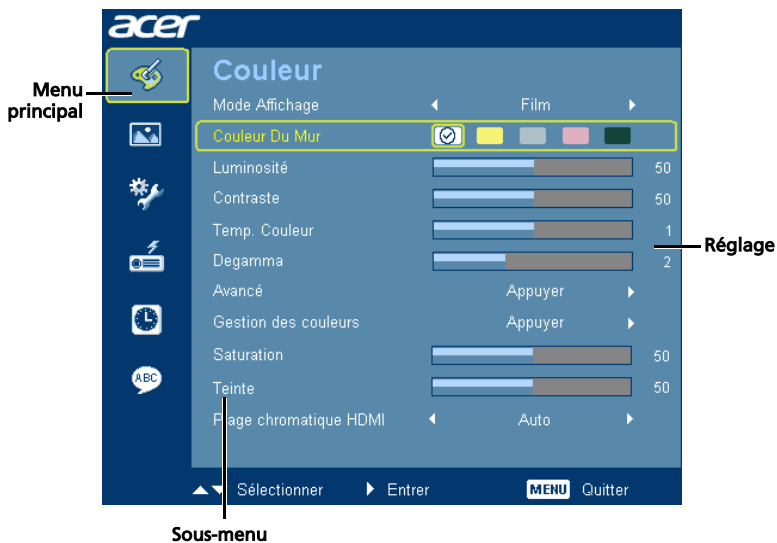 acer
Couleur
Menu principal
Mode Affichage Film
Couleur Du Mur
Luminosité 50
Contraste 50
Temp. Couleur 1
Réglage
Degamma 2
Avancé Appuyer
Gestion des couleurs Appuyer
Saturation 50
ABC
Teinte 50
Plage chromatique HDMI Auto
Sélectionner Entrer MENU Quitter
Sous-menu